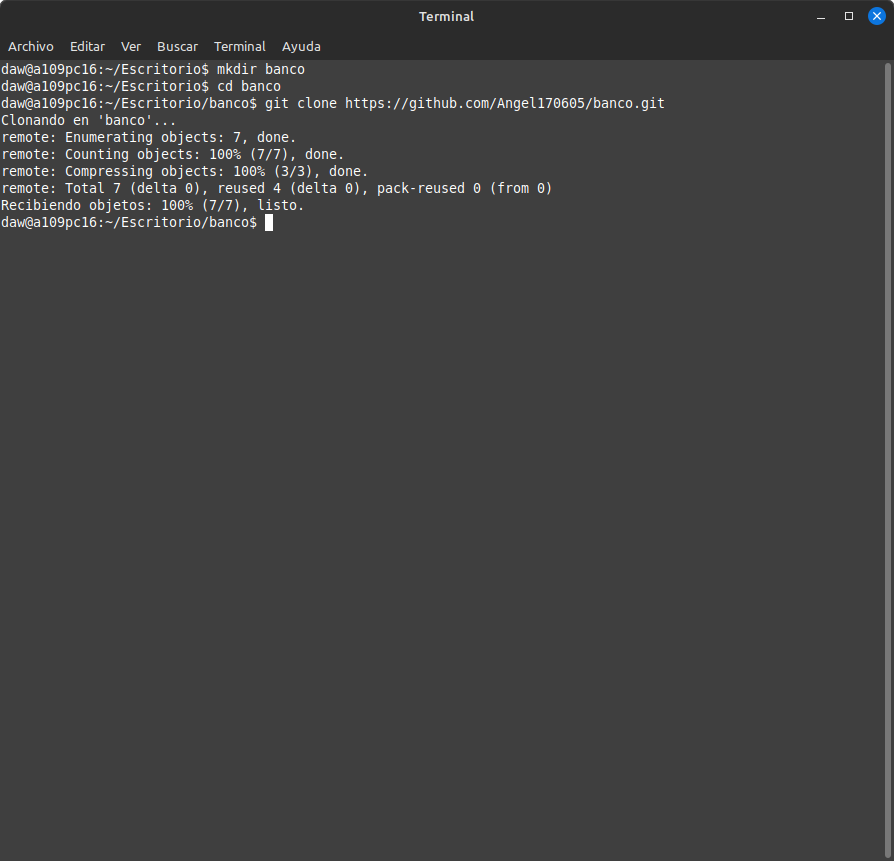 Terminal
Archivo Editar Ver Buscar Terminal Ayuda
daw@a109pc16:~/Escritorio$ mkdir banco
daw@a109pc16:~/Escritorio$ cd banco
daw@a109pc16:~/Escritorio/banco$ git clone https://github.com/Angel170605/banco.git
Clonando en 'banco'...
remote: Enumerating objects: 7, done.
remote: Counting objects: 100% (7/7), done.
remote: Compressing objects: 100% (3/3), done.
remote: Total 7 (delta 0), reused 4 (delta 0), pack-reused 0 (from 0)
Recibiendo objetos: 100% (7/7), listo.
daw@a109pc16:~/Escritorio/banco$